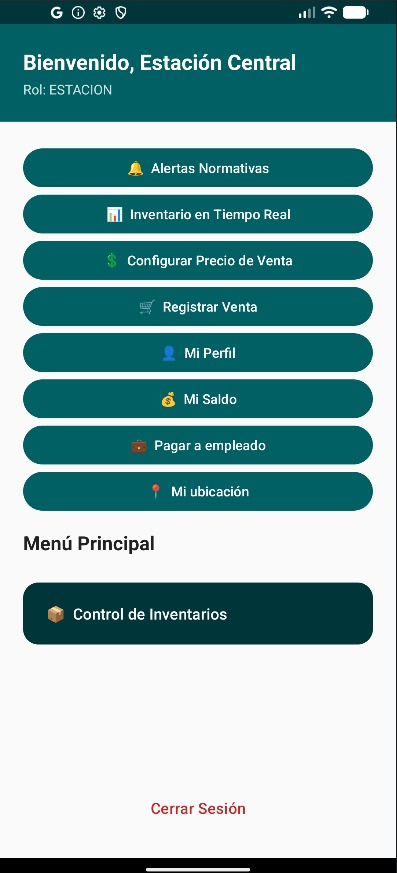 Bienvenido, Estación Central
Rol: ESTACION
Alertas Normativas
Inventario en Tiempo Real
Configurar Precio de Venta
Registrar Venta
Mi Perfil
Mi Saldo
Pagar a empleado
Mi ubicación
Menú Principal
Control de Inventarios
Cerrar Sesión